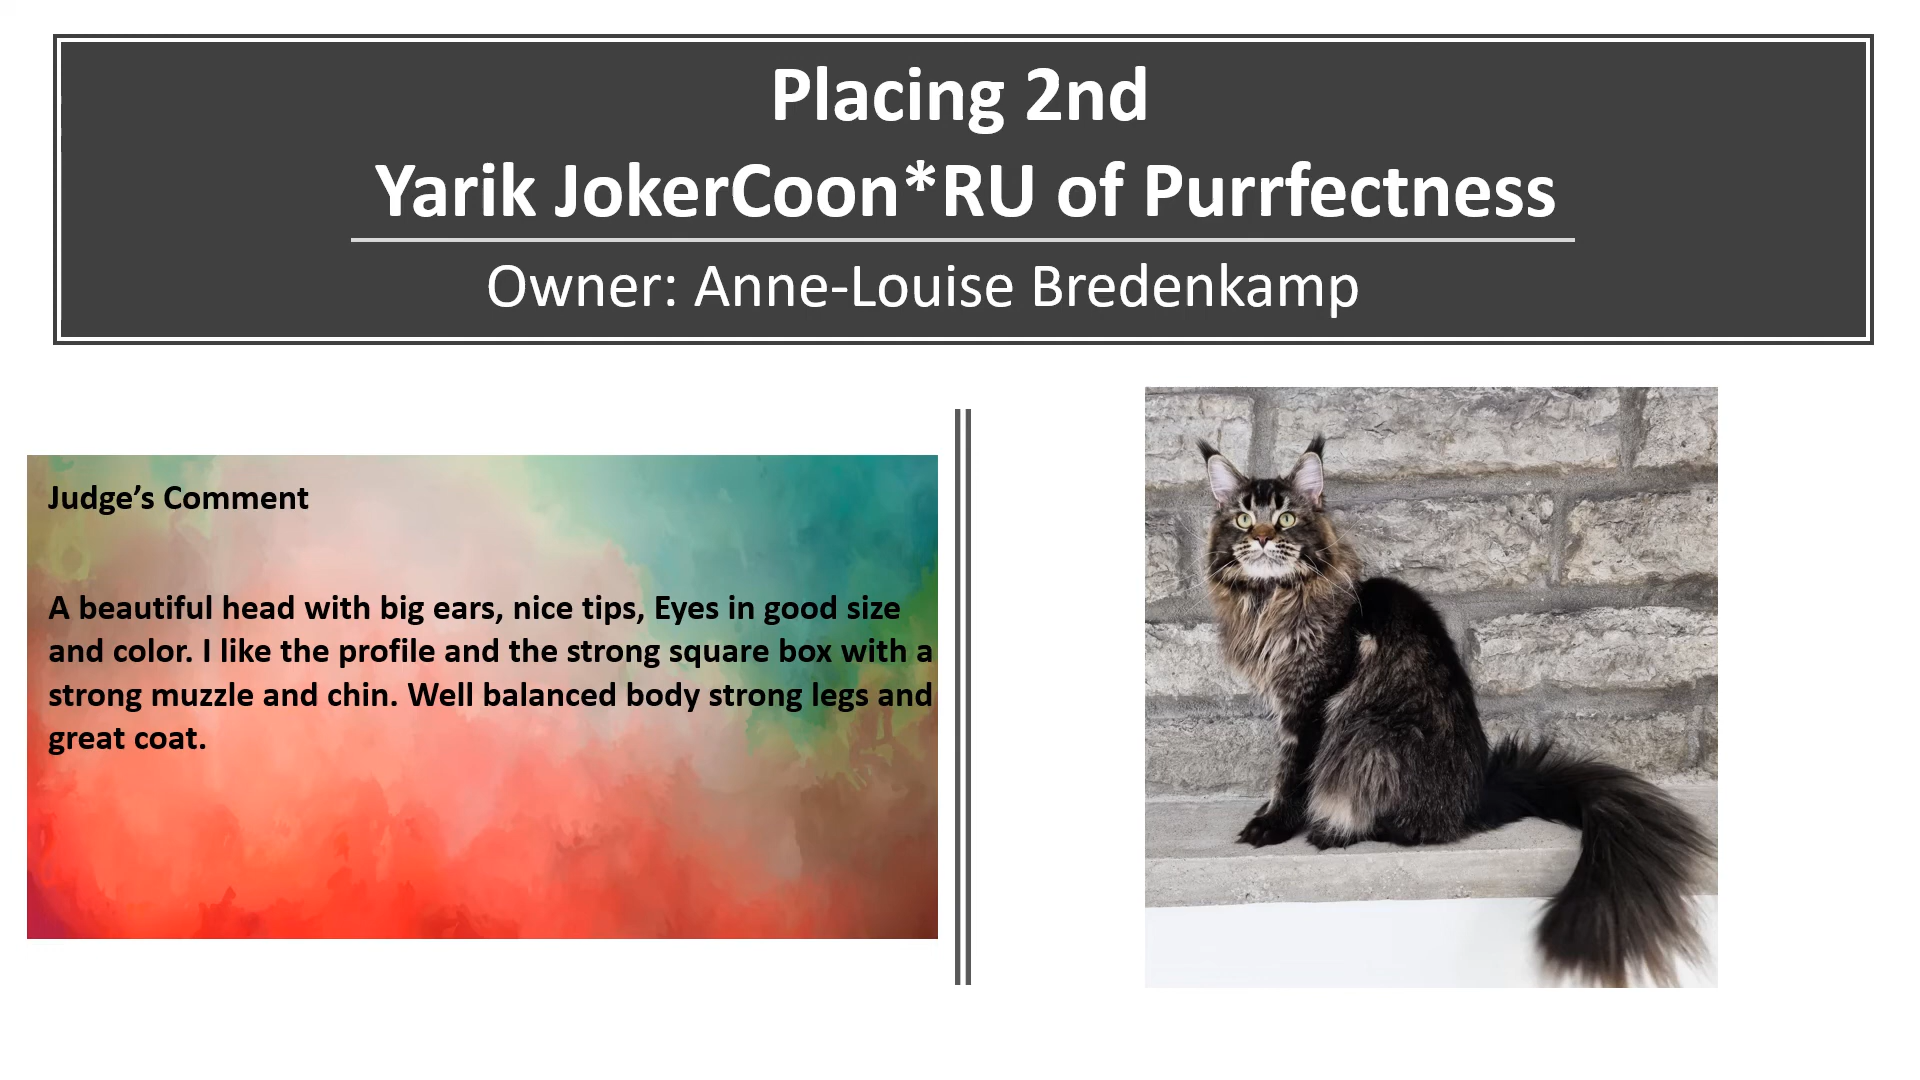 Placing 2nd
Yarik JokerCoon*RU of Purrfectness
Owner: Anne-Louise Bredenkamp
Judge’s Comment
A beautiful head with big ears, nice tips, Eyes in good size
and color. I like the profile and the strong square box with a
strong muzzle and chin. Well balanced body strong legs and
great coat.